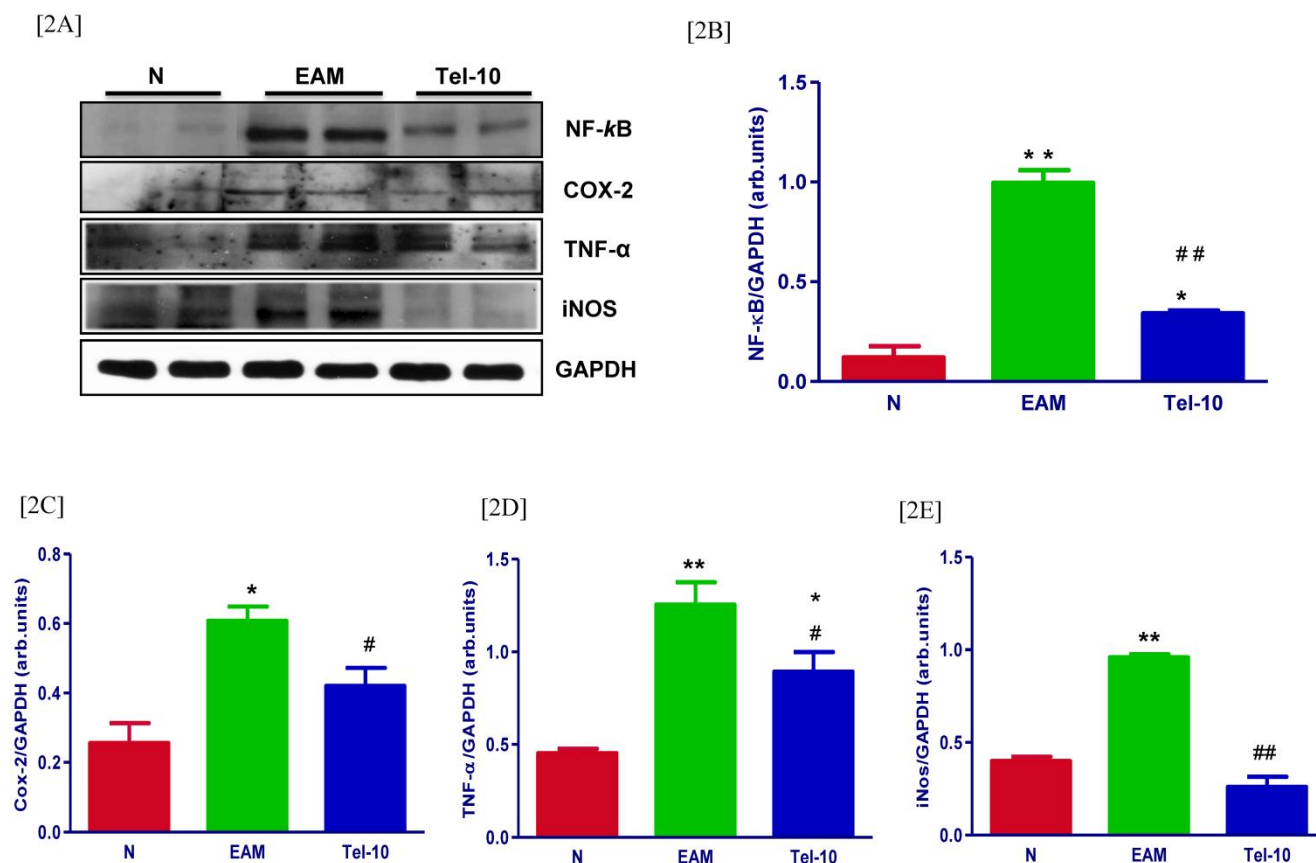 [2A]
N EAM Tel-10
NF-kB
COX-2
TNF-α
iNOS
GAPDH
[2B]
NF-κB/GAPDH (arb.units)
1.5
1.0
0.5
0.0
* *
# #
*
N EAM Tel-10
[2C]
Cox-2/GAPDH (arb.units)
0.8
0.6
0.4
0.2
0.0
*
#
N EAM Tel-10
[2D]
TNF-α/GAPDH (arb.units)
1.5
1.0
0.5
0.0
**
*
#
N EAM Tel-10
[2E]
iNos/GAPDH (arb.units)
1.5
1.0
0.5
0.0
**
##
N EAM Tel-10